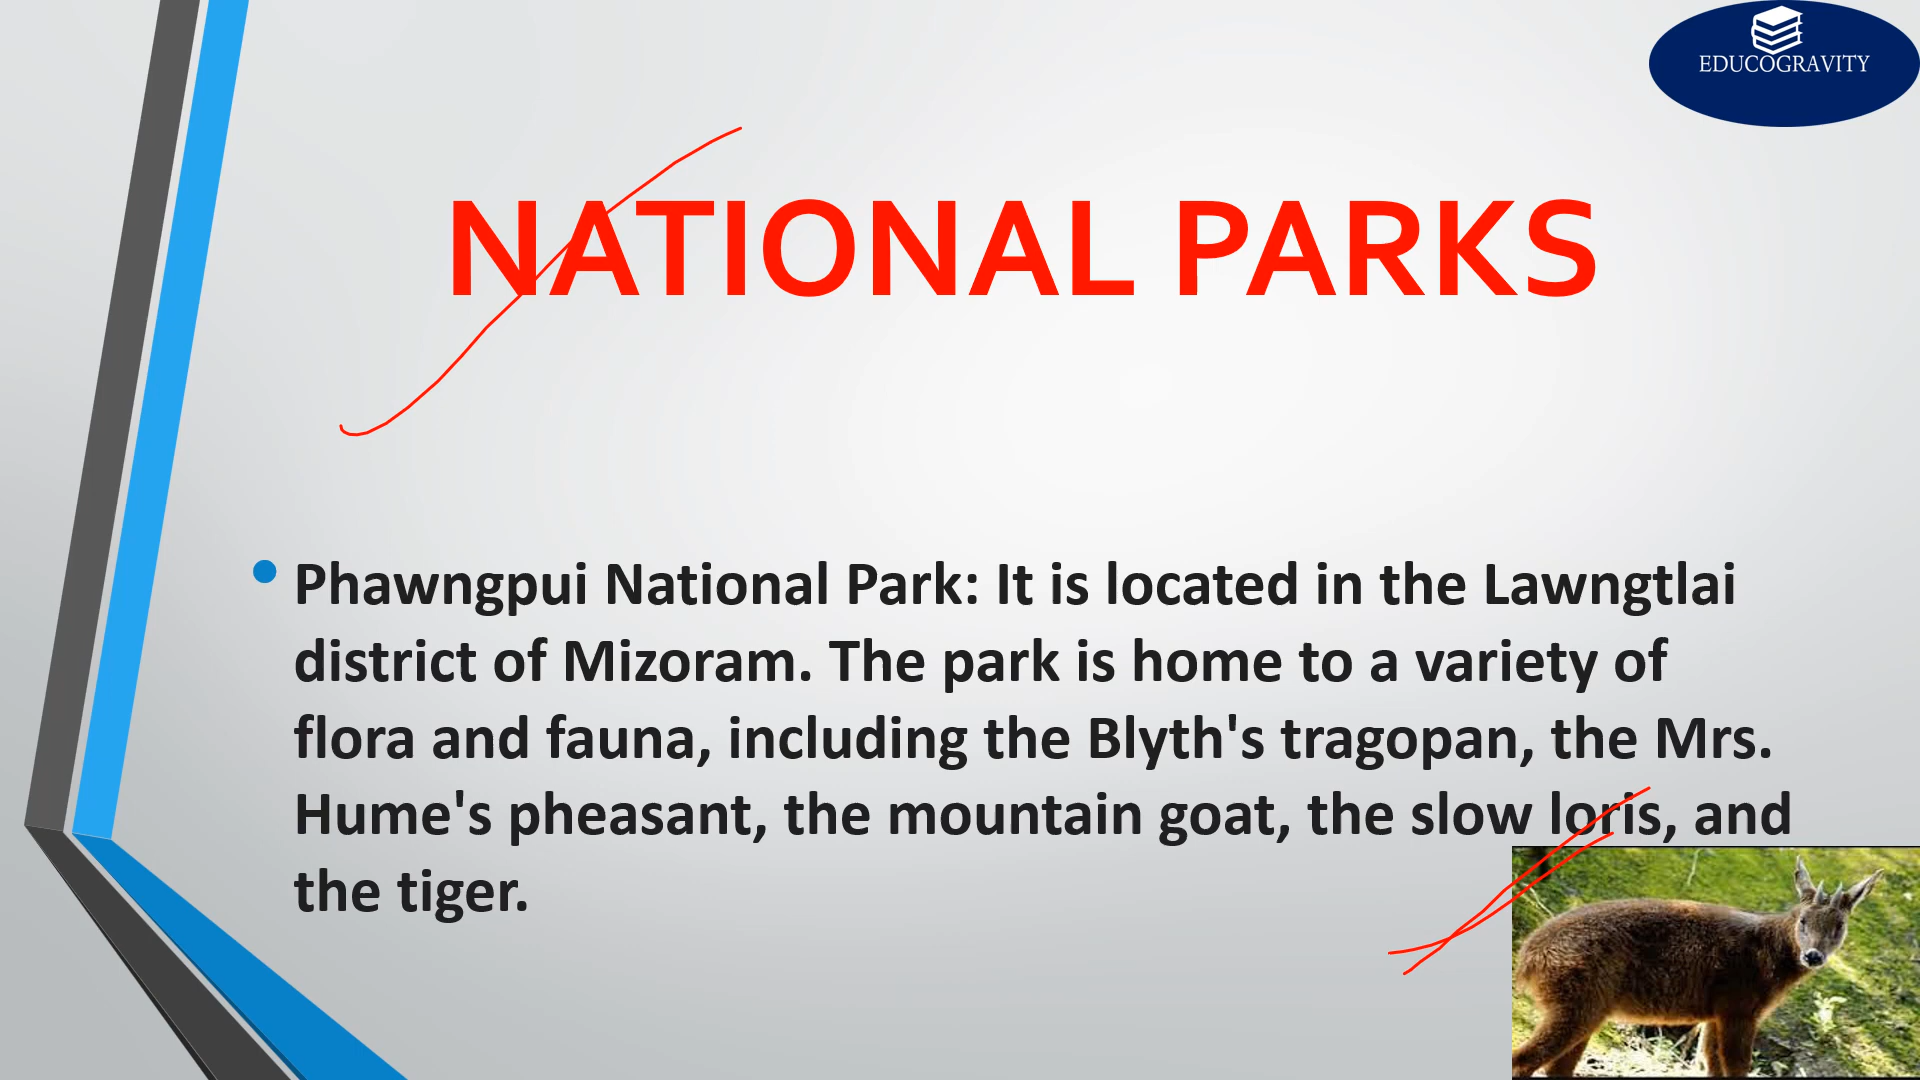 EDUCOGRAVITY
NATIONAL PARKS
Phawngpui National Park: It is located in the Lawngtlai
district of Mizoram. The park is home to a variety of
flora and fauna, including the Blyth's tragopan, the Mrs.
Hume's pheasant, the mountain goat, the slow loris, and
the tiger.